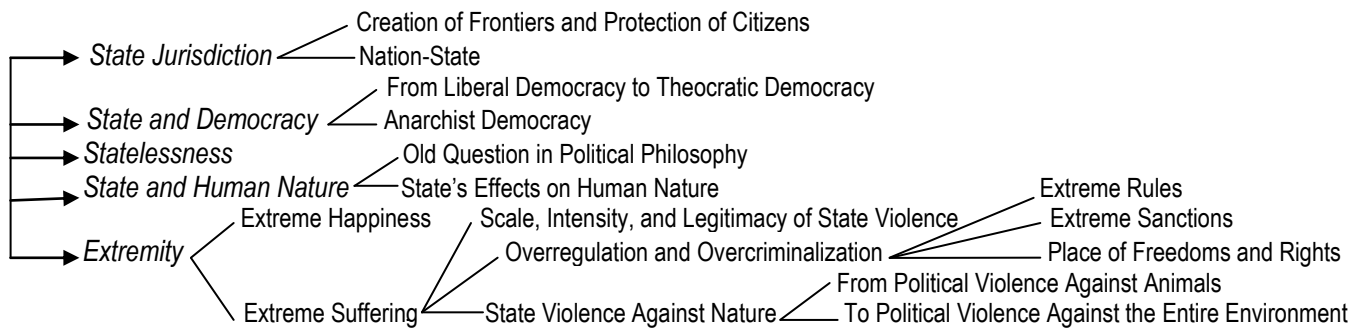 Creation of Frontiers and Protection of Citizens
State Jurisdiction
Nation-State
From Liberal Democracy to Theocratic Democracy
State and Democracy
Anarchist Democracy
Statelessness
Old Question in Political Philosophy
State and Human Nature
State’s Effects on Human Nature
Extremity
Extreme Happiness
Extreme Suffering
Scale, Intensity, and Legitimacy of State Violence
Overregulation and Overcriminalization
Extreme Rules
Extreme Sanctions
Place of Freedoms and Rights
State Violence Against Nature
From Political Violence Against Animals
To Political Violence Against the Entire Environment